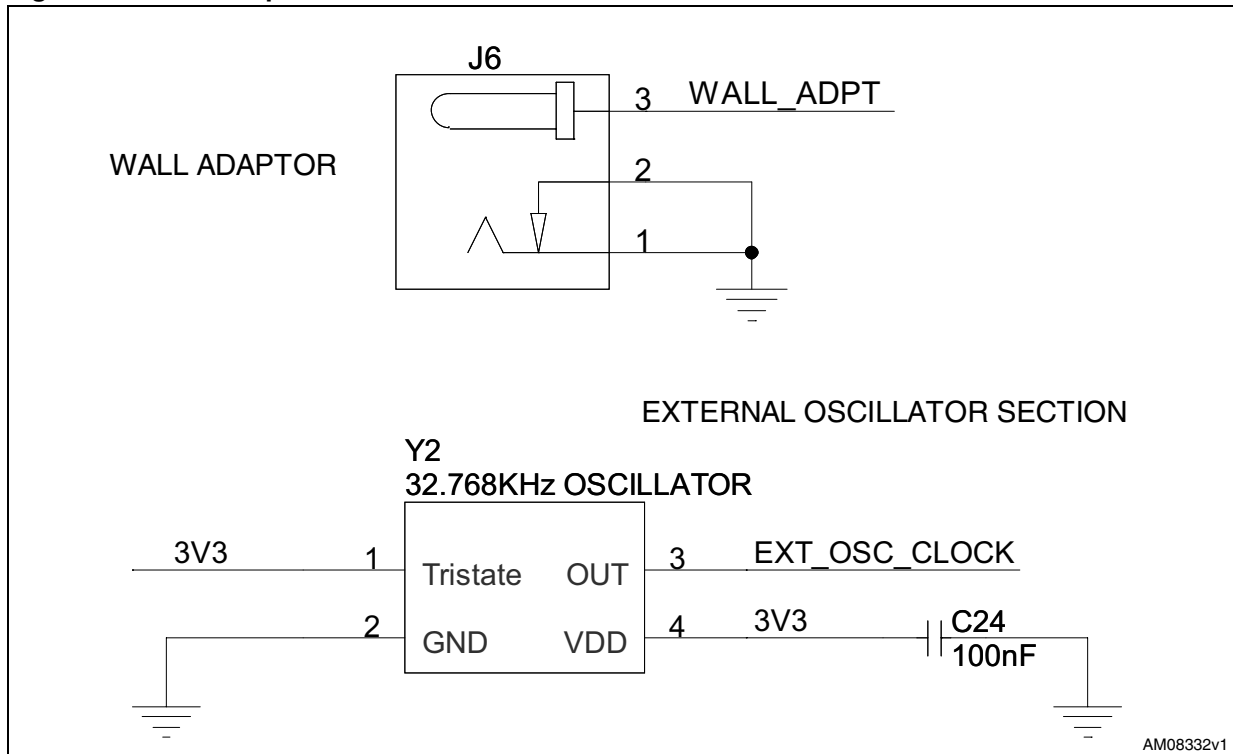 J6
3 WALL_ADPT
WALL ADAPTOR
2
1
EXTERNAL OSCILLATOR SECTION
Y2
32.768KHz OSCILLATOR
3V3 1 Tristate OUT 3 EXT_OSC_CLOCK
2 GND VDD 4 3V3 C24
100nF
AM08332v1